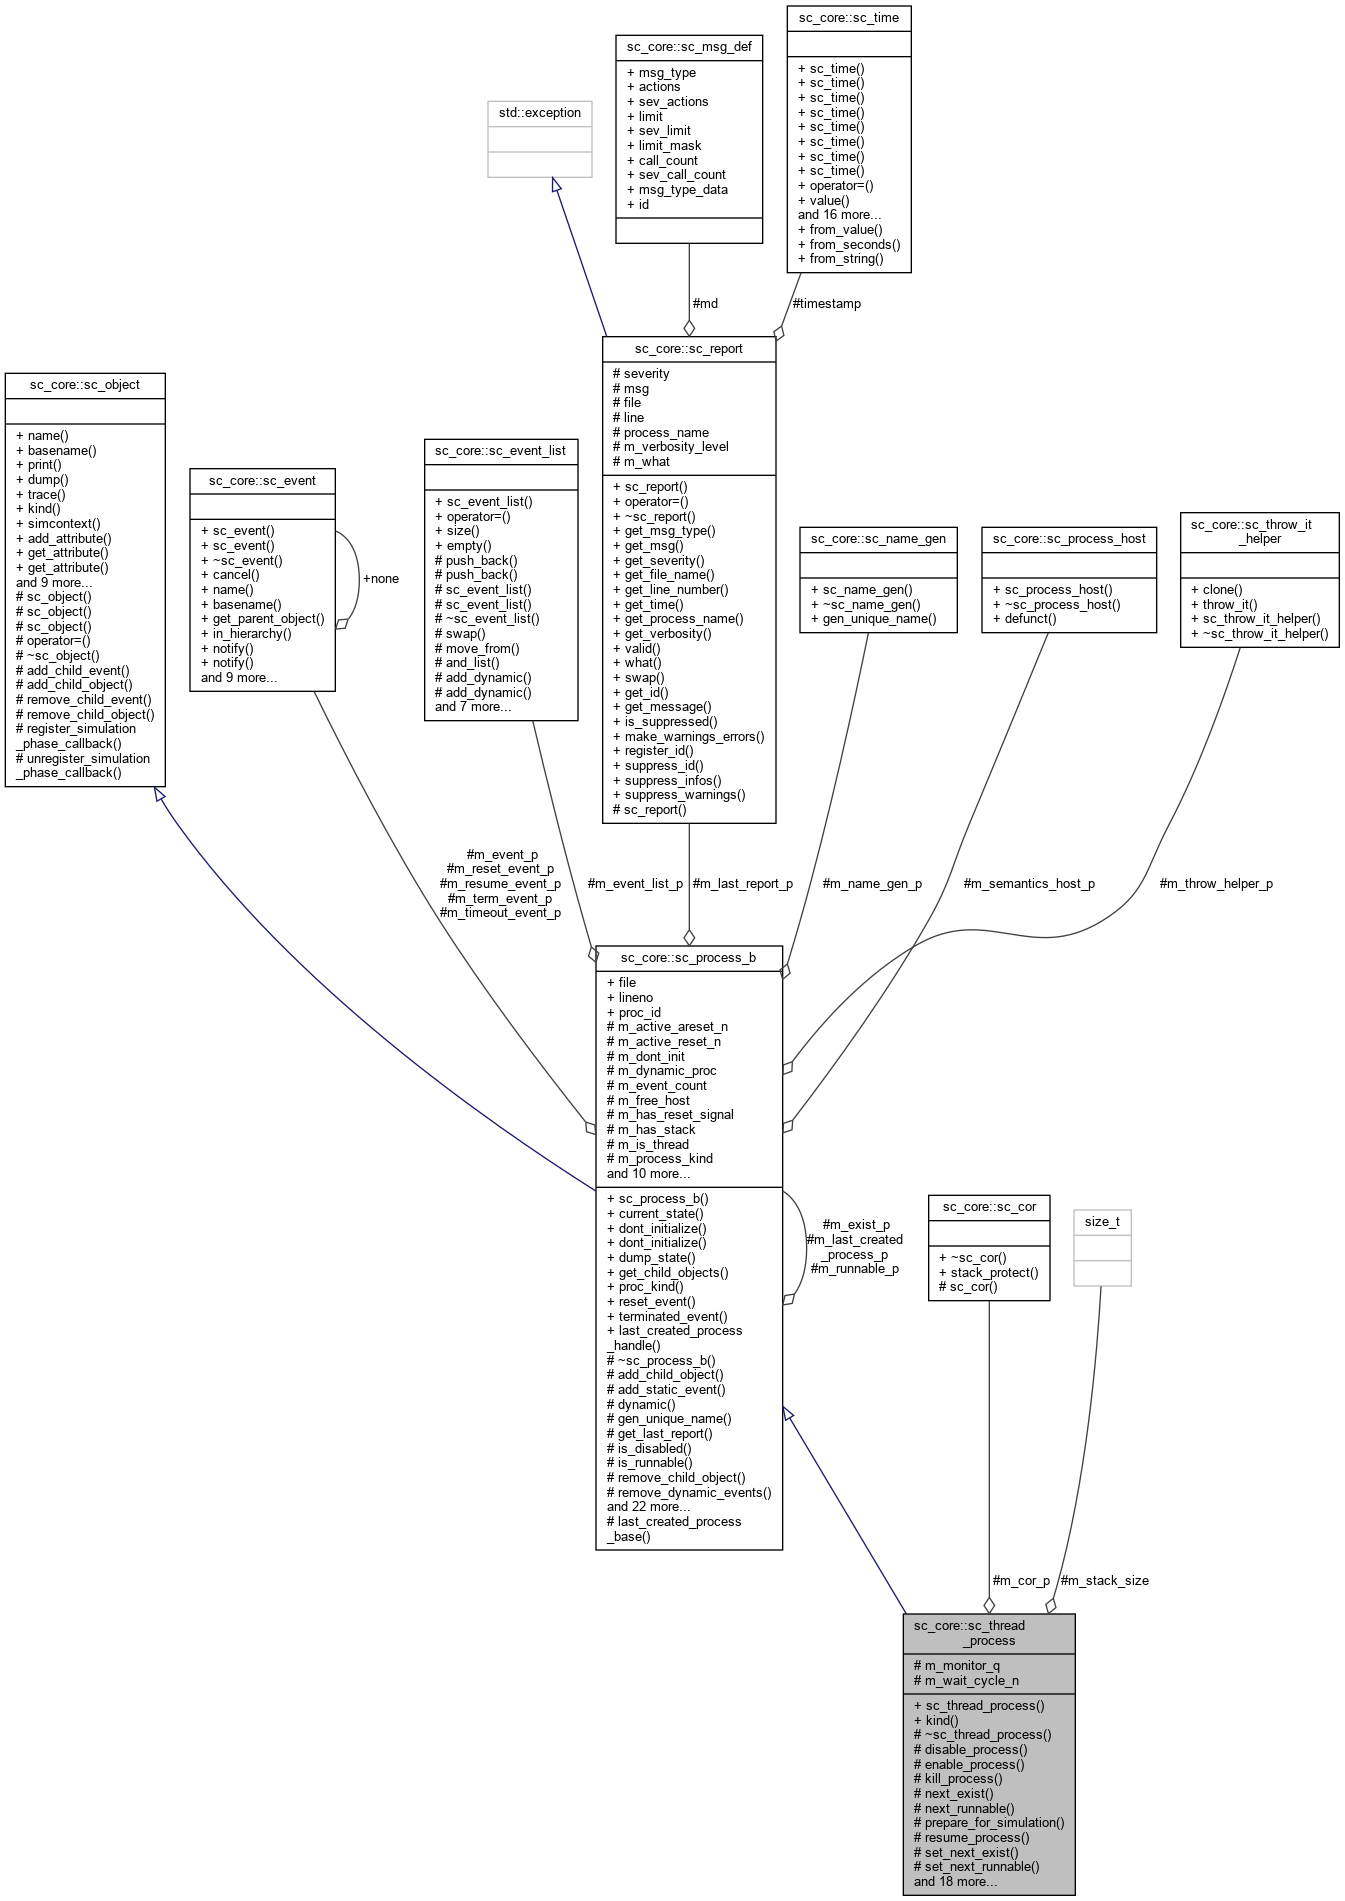 sc_core::sc_time
+ sc_time()
+ sc_time()
+ sc_time()
+ sc_time()
+ sc_time()
+ sc_time()
+ sc_time()
+ sc_time()
+ operator=()
+ value()
and 16 more...
+ from_value()
+ from_seconds()
+ from_string()
sc_core::sc_msg_def
+ msg_type
+ actions
+ sev_actions
+ limit
+ sev_limit
+ limit_mask
+ call_count
+ sev_call_count
+ msg_type_data
+ id
std::exception
#md
#timestamp
sc_core::sc_report
# severity
# msg
# file
# line
# process_name
# m_verbosity_level
# m_what
+ sc_report()
+ operator=()
+ ~sc_report()
+ get_msg_type()
+ get_msg()
+ get_severity()
+ get_file_name()
+ get_line_number()
+ get_time()
+ get_process_name()
+ get_verbosity()
+ valid()
+ what()
+ swap()
+ get_id()
+ get_message()
+ is_suppressed()
+ make_warnings_errors()
+ register_id()
+ suppress_id()
+ suppress_infos()
+ suppress_warnings()
# sc_report()
sc_core::sc_object
+ name()
+ basename()
+ print()
+ dump()
+ trace()
+ kind()
+ simcontext()
+ add_attribute()
+ get_attribute()
+ get_attribute()
and 9 more...
# sc_object()
# sc_object()
# sc_object()
# operator=()
# ~sc_object()
# add_child_event()
# add_child_object()
# remove_child_event()
# remove_child_object()
# register_simulation
_phase_callback()
# unregister_simulation
_phase_callback()
sc_core::sc_event
+ sc_event()
+ sc_event()
+ ~sc_event()
+ cancel()
+ name()
+ basename()
+ get_parent_object()
+ in_hierarchy()
+ notify()
+ notify()
and 9 more...
+none
sc_core::sc_event_list
+ sc_event_list()
+ operator=()
+ size()
+ empty()
# push_back()
# push_back()
# sc_event_list()
# sc_event_list()
# ~sc_event_list()
# swap()
# move_from()
# and_list()
# add_dynamic()
# add_dynamic()
and 7 more...
sc_core::sc_name_gen
+ sc_name_gen()
+ ~sc_name_gen()
+ gen_unique_name()
sc_core::sc_process_host
+ sc_process_host()
+ ~sc_process_host()
+ defunct()
sc_core::sc_throw_it
_helper
+ clone()
+ throw_it()
+ sc_throw_it_helper()
+ ~sc_throw_it_helper()
#m_event_p
#m_reset_event_p
#m_resume_event_p
#m_term_event_p
#m_timeout_event_p
#m_event_list_p
#m_last_report_p
#m_name_gen_p
#m_semantics_host_p
#m_throw_helper_p
sc_core::sc_process_b
+ file
+ lineno
+ proc_id
# m_active_areset_n
# m_active_reset_n
# m_dont_init
# m_dynamic_proc
# m_event_count
# m_free_host
# m_has_reset_signal
# m_has_stack
# m_is_thread
# m_process_kind
and 10 more...
+ sc_process_b()
+ current_state()
+ dont_initialize()
+ dont_initialize()
+ dump_state()
+ get_child_objects()
+ proc_kind()
+ reset_event()
+ terminated_event()
+ last_created_process
_handle()
# ~sc_process_b()
# add_child_object()
# add_static_event()
# dynamic()
# gen_unique_name()
# get_last_report()
# is_disabled()
# is_runnable()
# remove_child_object()
# remove_dynamic_events()
and 22 more...
# last_created_process
_base()
#m_exist_p
#m_last_created
_process_p
#m_runnable_p
sc_core::sc_cor
+ ~sc_cor()
+ stack_protect()
# sc_cor()
size_t
#m_cor_p
#m_stack_size
sc_core::sc_thread
_process
# m_monitor_q
# m_wait_cycle_n
+ sc_thread_process()
+ kind()
# ~sc_thread_process()
# disable_process()
# enable_process()
# kill_process()
# next_exist()
# next_runnable()
# prepare_for_simulation()
# resume_process()
# set_next_exist()
# set_next_runnable()
and 18 more...